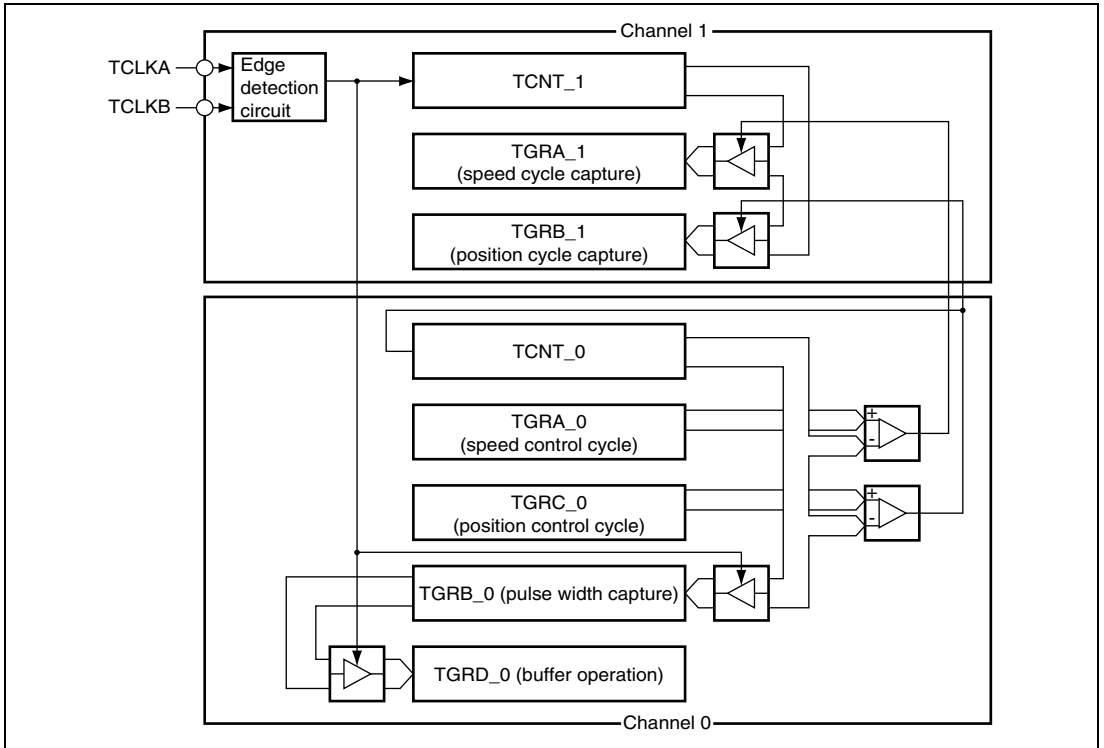 Channel 1
TCLKA
TCLKB
Edge
detection
circuit
TCNT_1
TGRA_1
(speed cycle capture)
TGRB_1
(position cycle capture)
TCNT_0
TGRA_0
(speed control cycle)
+
-
TGRC_0
(position control cycle)
+
-
TGRB_0 (pulse width capture)
TGRD_0 (buffer operation)
Channel 0